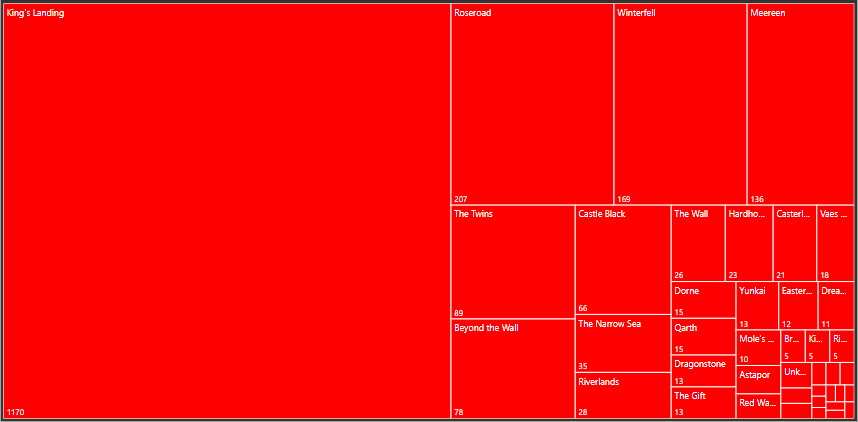 King's Landing
1170
Roseroad
207
Winterfell
169
Meereen
136
The Twins
89
Beyond the Wall
78
Castle Black
66
The Narrow Sea
35
Riverlands
28
The Wall
26
Hardho...
23
Casterl...
21
Vaes ...
18
Dorne
15
Qarth
15
Dragonstone
13
The Gift
13
Yunkai
13
Easter...
12
Drea...
11
Mole's ...
10
Astapor
Red Wa...
Br...
5
Ki...
5
Ri...
5
Unk...